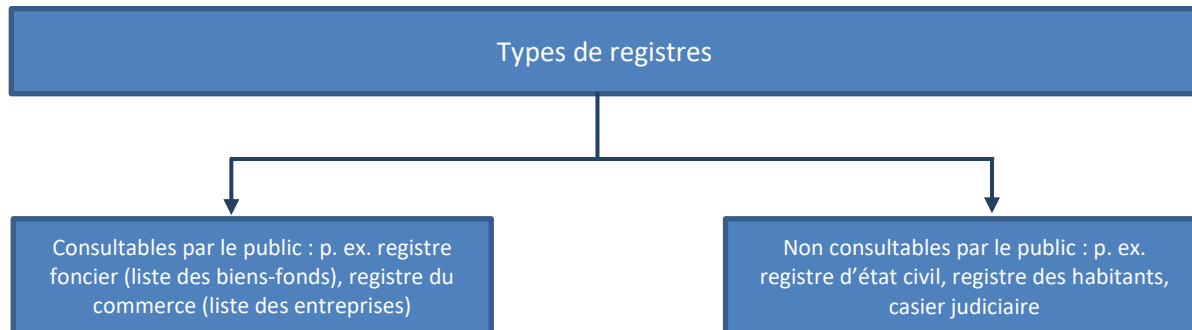 Types de registres
Consultables par le public : p. ex. registre
foncier (liste des biens-fonds), registre du
commerce (liste des entreprises)
Non consultables par le public : p. ex.
registre d’état civil, registre des habitants,
casier judiciaire